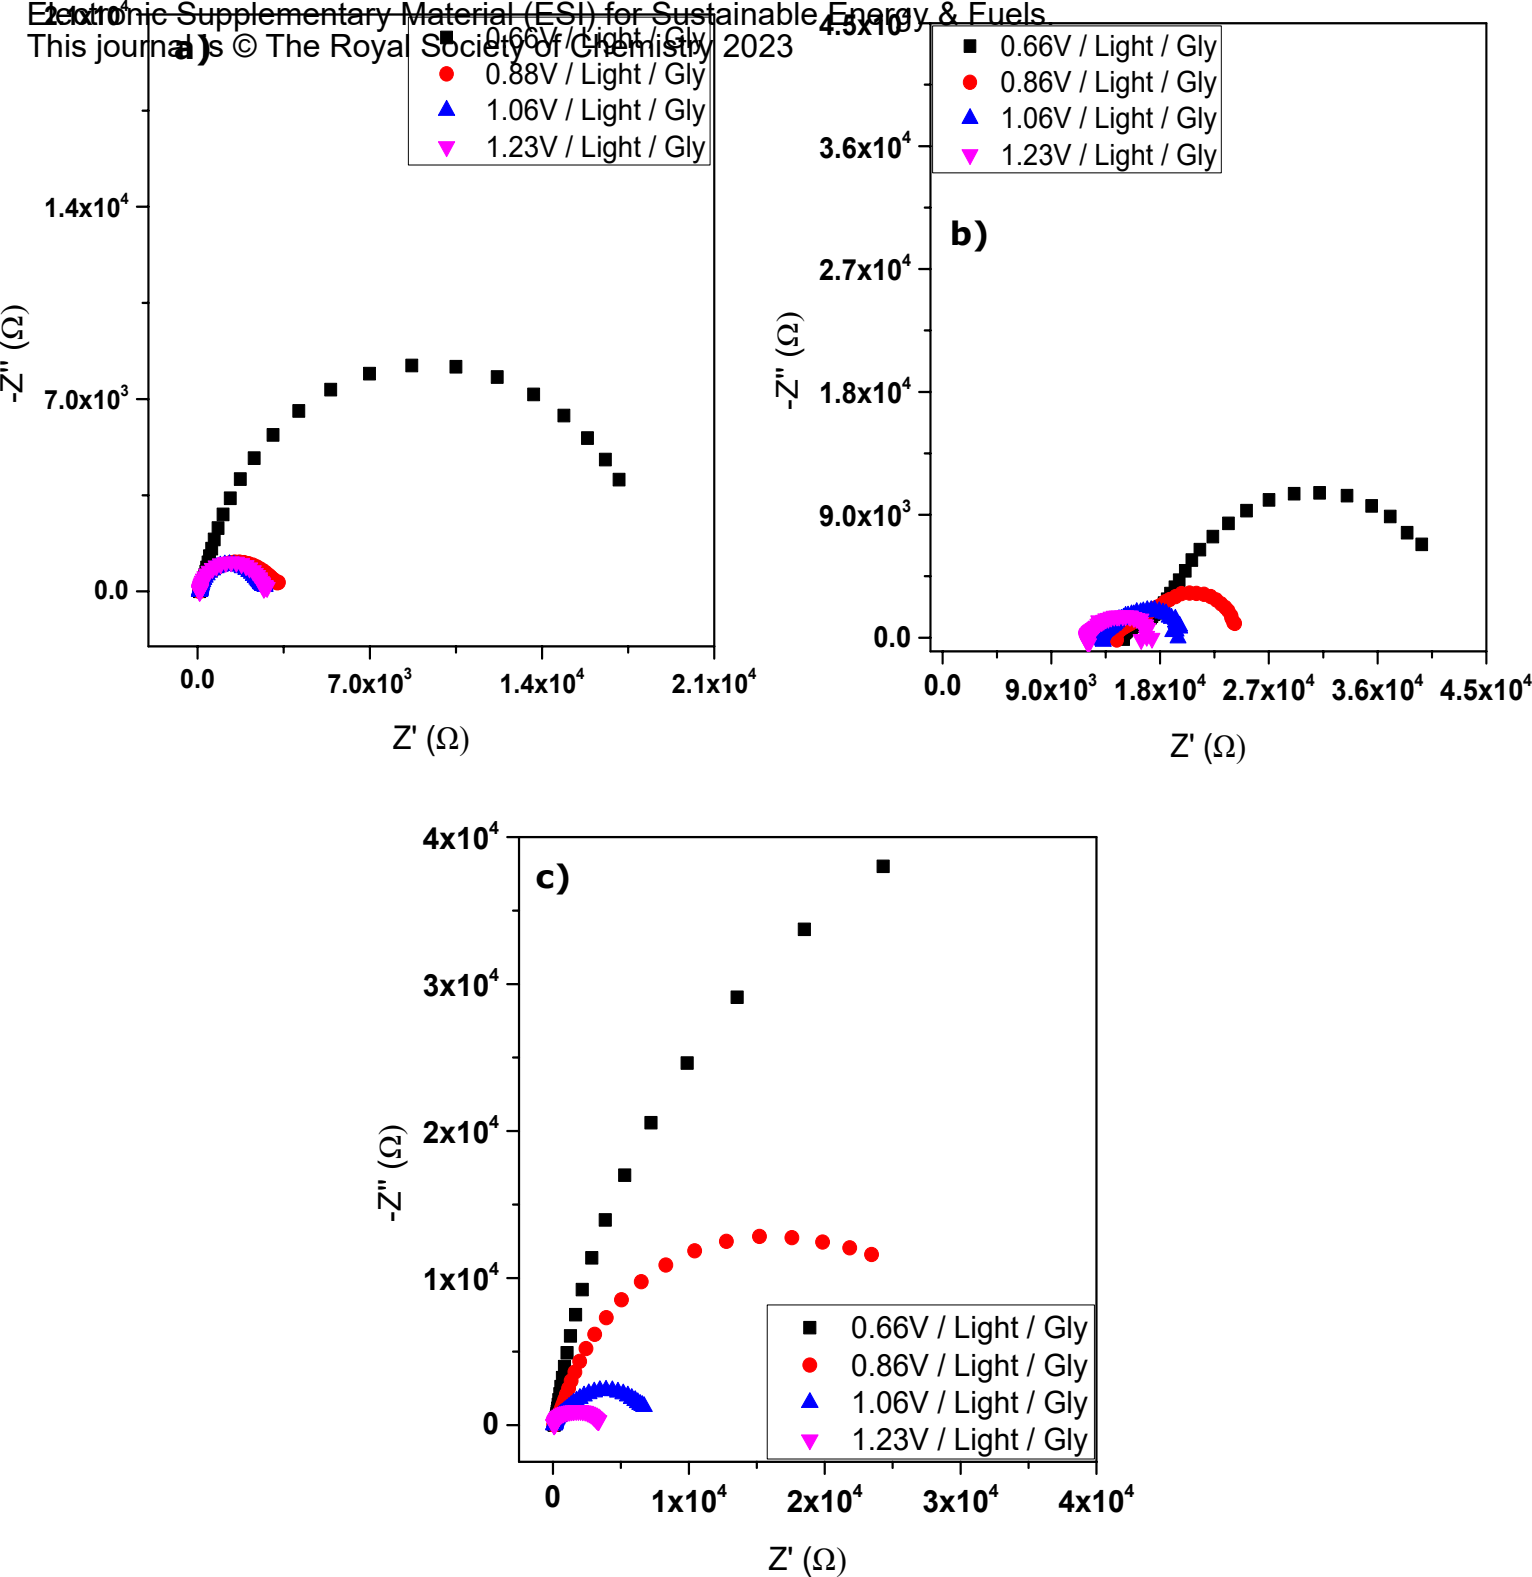 Electronic Supplementary Material (ESI) for Sustainable Energy & Fuels.
This journal is © The Royal Society of Chemistry 2023
a)
0.66V / Light / Gly
0.88V / Light / Gly
1.06V / Light / Gly
1.23V / Light / Gly
2.1x10⁴
1.4x10⁴
7.0x10³
0.0
-Z'' (Ω)
0.0 7.0x10³ 1.4x10⁴ 2.1x10⁴
Z' (Ω)
b)
0.66V / Light / Gly
0.86V / Light / Gly
1.06V / Light / Gly
1.23V / Light / Gly
4.5x10⁴
3.6x10⁴
2.7x10⁴
1.8x10⁴
9.0x10³
0.0
-Z'' (Ω)
0.0 9.0x10³ 1.8x10⁴ 2.7x10⁴ 3.6x10⁴ 4.5x10⁴
Z' (Ω)
c)
4x10⁴
3x10⁴
2x10⁴
1x10⁴
0
-Z'' (Ω)
0.66V / Light / Gly
0.86V / Light / Gly
1.06V / Light / Gly
1.23V / Light / Gly
0 1x10⁴ 2x10⁴ 3x10⁴ 4x10⁴
Z' (Ω)